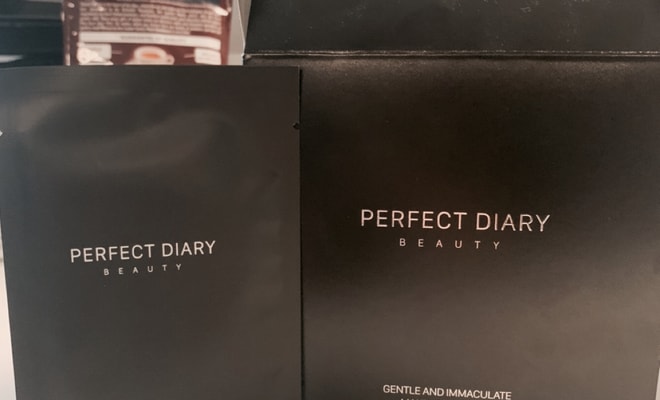 PERFECT DIARY
BEAUTY
PERFECT DIARY
BEAUTY
GENTLE AND IMMACULATE